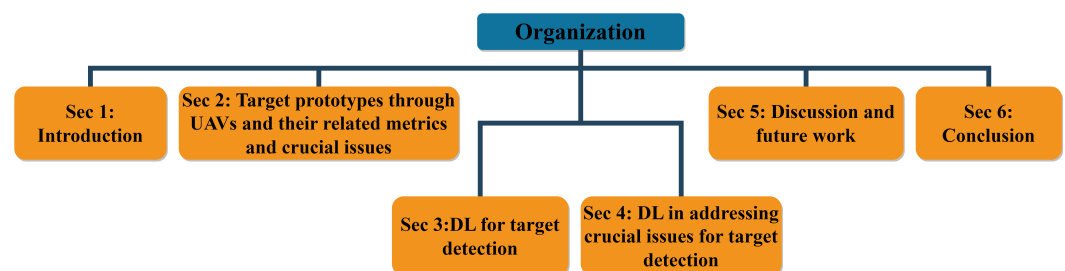 Organization
Sec 1:
Introduction
Sec 2: Target prototypes through
UAVs and their related metrics
and crucial issues
Sec 3:DL for target
detection
Sec 4: DL in addressing
crucial issues for target
detection
Sec 5: Discussion and
future work
Sec 6:
Conclusion